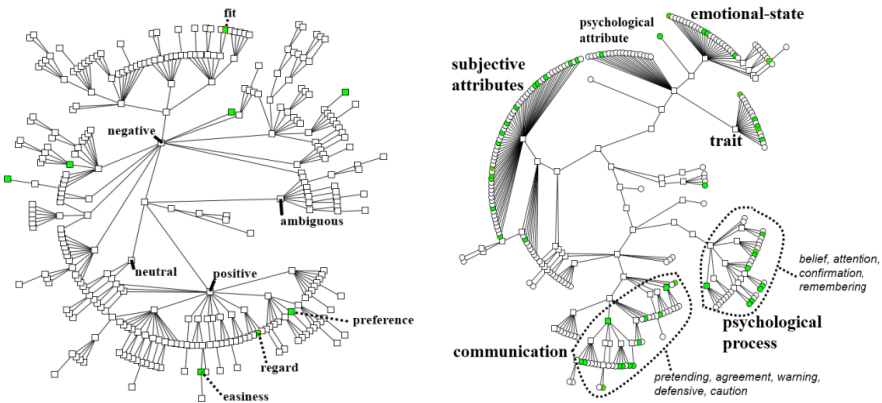 fit
negative
ambiguous
neutral
positive
preference
regard
easiness
psychological
attribute
emotional-state
subjective
attributes
trait
belief, attention,
confirmation,
remembering
psychological
process
communication
pretending, agreement, warning,
defensive, caution